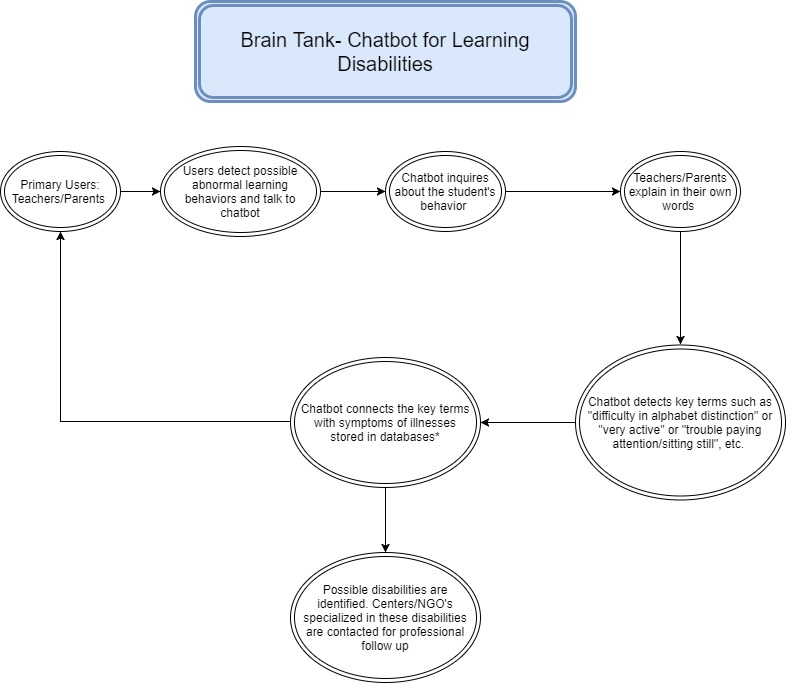 Brain Tank- Chatbot for Learning
Disabilities
Primary Users:
Teachers/Parents
Users detect possible
abnormal learning
behaviors and talk to
chatbot
Chatbot inquires
about the student's
behavior
Teachers/Parents
explain in their own
words
Chatbot detects key terms such as
"difficulty in alphabet distinction" or
"very active" or "trouble paying
attention/sitting still", etc.
Chatbot connects the key terms
with symptoms of illnesses
stored in databases*
Possible disabilities are
identified. Centers/NGO's
specialized in these disabilities
are contacted for professional
follow up